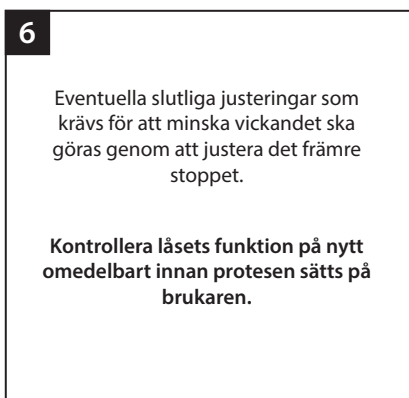 6
Eventuella slutliga justeringar som
krävs för att minska vickandet ska
göras genom att justera det främre
stoppet.
Kontrollera låsets funktion på nytt
omedelbart innan protesen sätts på
brukaren.